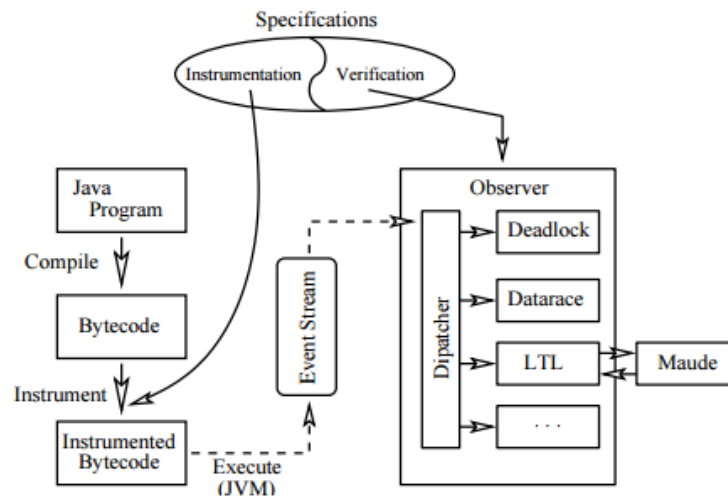 Specifications
Instrumentation
Verification
Java
Program
Compile
Bytecode
Instrument
Instrumented
Bytecode
Execute
(JVM)
Event Stream
Observer
Dipatcher
Deadlock
Datarace
LTL
Maude
. . .